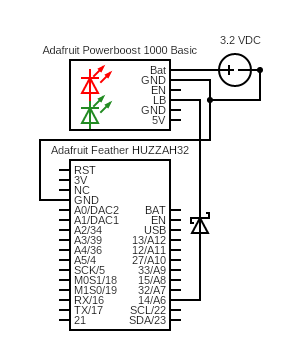 3.2 VDC
Adafruit Powerboost 1000 Basic
Bat
GND
EN
LB
GND
5V
Adafruit Feather HUZZAH32
RST
3V
NC
GND
A0/DAC2 BAT
A1/DAC1 EN
A2/34 USB
A3/39 13/A12
A4/36 12/A11
A5/4 27/A10
SCK/5 33/A9
M0S1/18 15/A8
M1S0/19 32/A7
RX/16 14/A6
TX/17 SCL/22
21 SDA/23